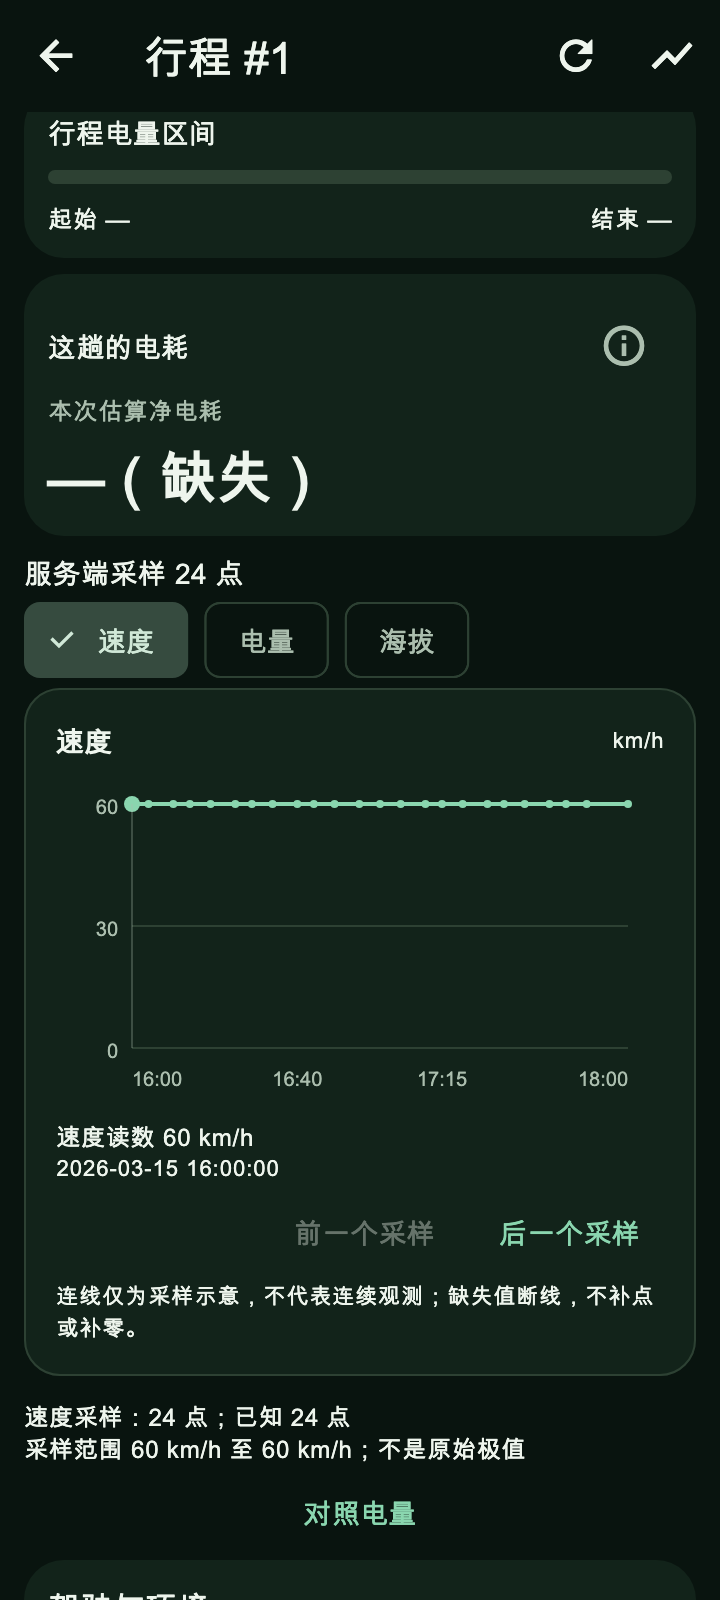 行程 #1
行程电量区间
起始 —
结束 —
这趟的电耗
本次估算净电耗
— ( 缺失 )
服务端采样 24 点
速度
电量
海拔
速度
km/h
60
30
0
16:00
16:40
17:15
18:00
速度读数 60 km/h
2026-03-15 16:00:00
前一个采样
后一个采样
连线仅为采样示意，不代表连续观测；缺失值断线，不补点
或补零。
速度采样：24 点；已知 24 点
采样范围 60 km/h 至 60 km/h；不是原始极值
对照电量
驾驶与环境